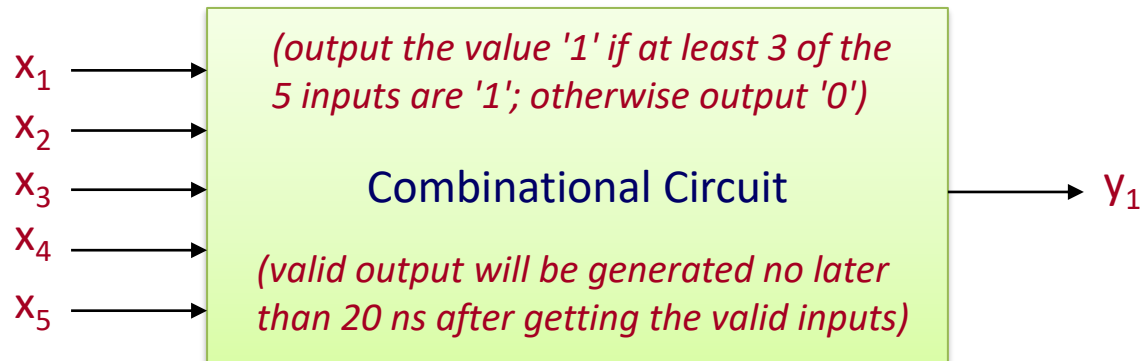 (output the value '1' if at least 3 of the
5 inputs are '1'; otherwise output '0')
x₁
x₂
x₃
x₄
x₅
Combinational Circuit
y₁
(valid output will be generated no later
than 20 ns after getting the valid inputs)